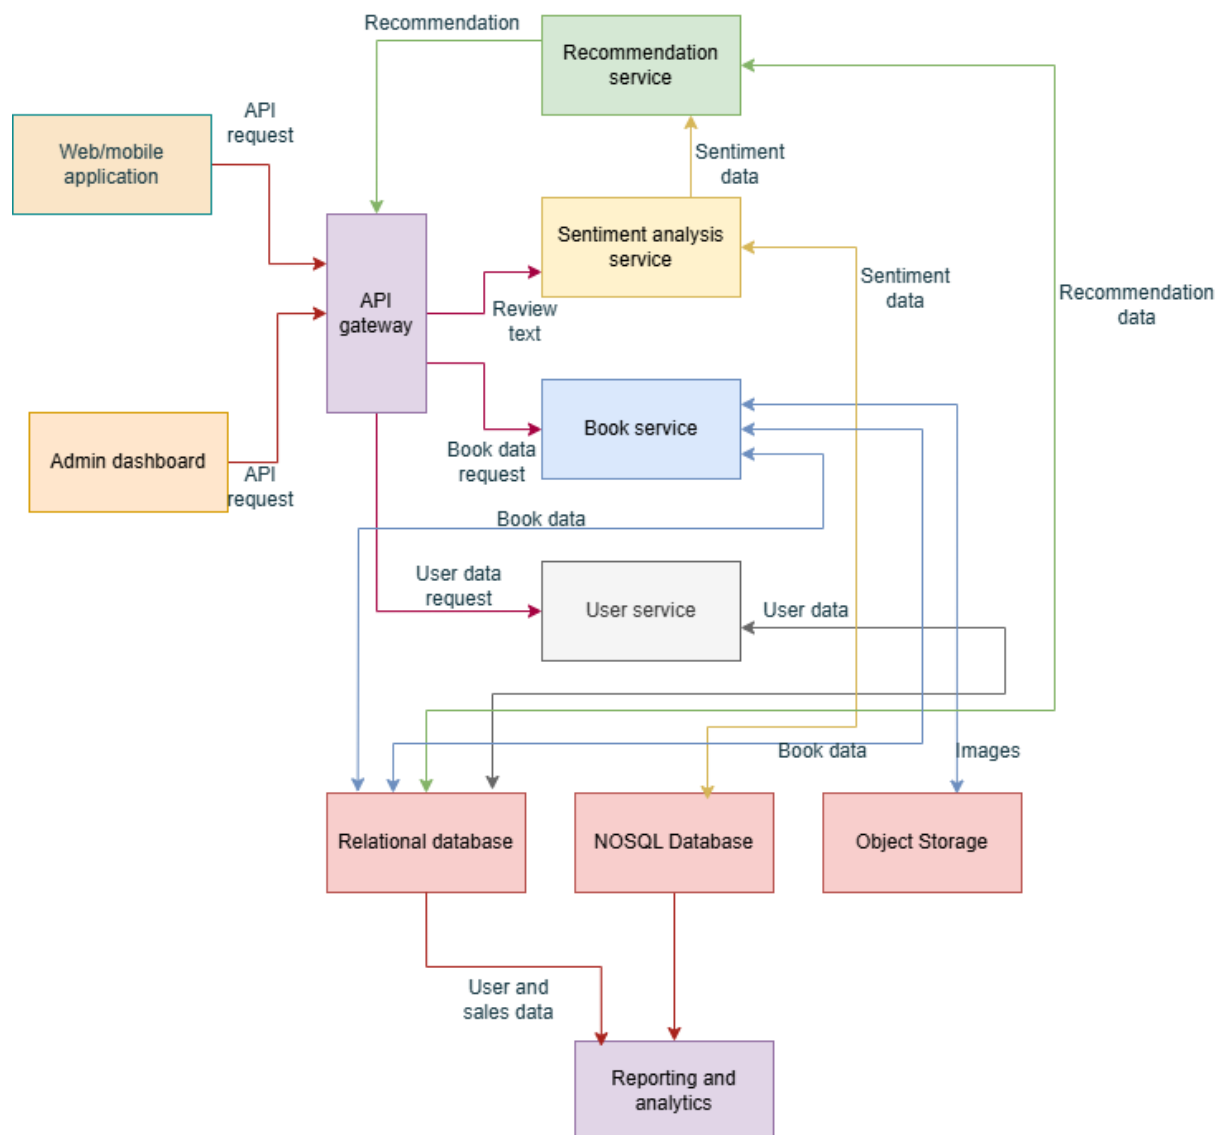 Recommendation
Recommendation
service
API
request
Web/mobile
application
Sentiment
data
Sentiment analysis
service
API
gateway
Review
text
Sentiment
data
Recommendation
data
Book service
Admin dashboard
API
request
Book data
request
Book data
User data
request
User service
User data
Book data
Images
Relational database
NOSQL Database
Object Storage
User and
sales data
Reporting and
analytics